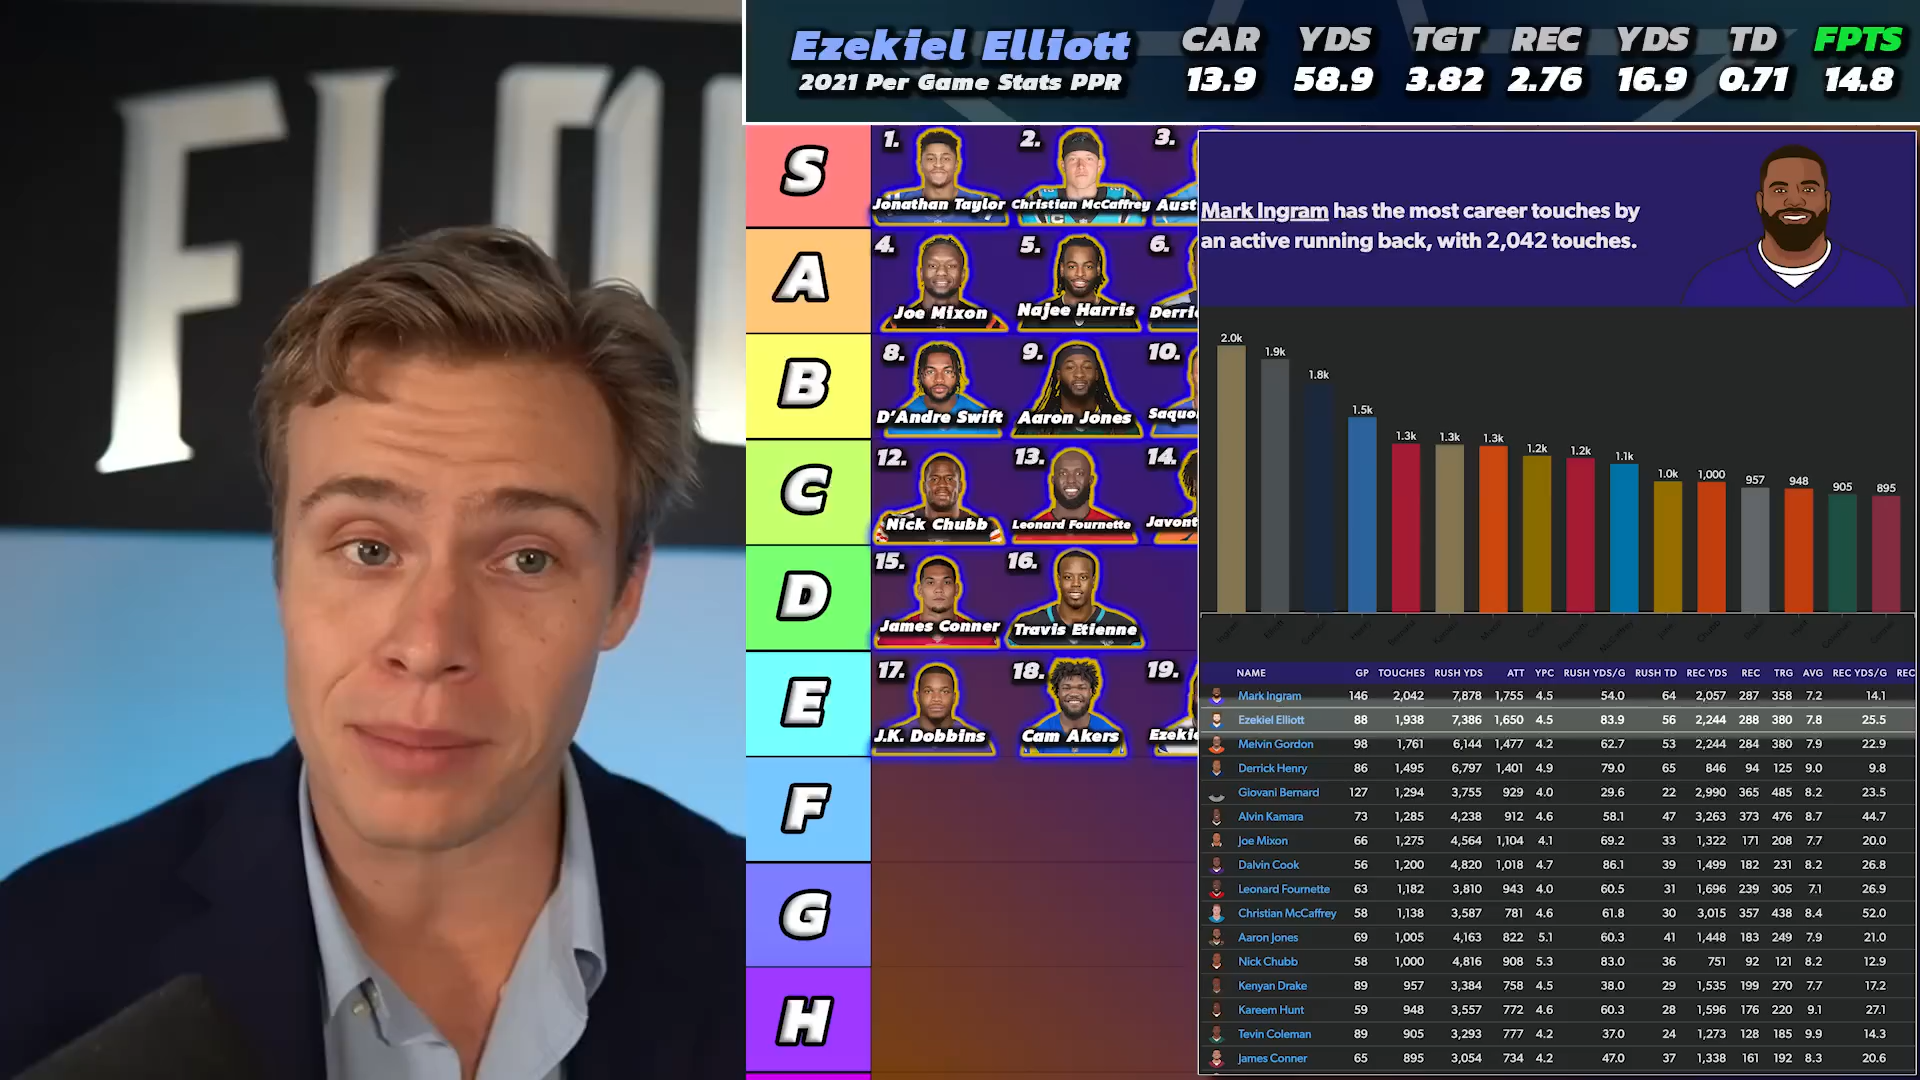 Ezekiel Elliott
2021 Per Game Stats PPR
CAR YDS TGT REC YDS TD FPTS
13.9 58.9 3.82 2.76 16.9 0.71 14.8
S
1.
Jonathan Taylor
2.
Christian McCaffrey
3.
Aust
A
4.
Joe Mixon
5.
Najee Harris
6.
Derri
B
8.
D'Andre Swift
9.
Aaron Jones
10.
Saquo
C
12.
Nick Chubb
13.
Leonard Fournette
14.
Javont
D
15.
James Conner
16.
Travis Etienne
E
17.
J.K. Dobbins
18.
Cam Akers
19.
Ezekie
F
G
H
Mark Ingram has the most career touches by
an active running back, with 2,042 touches.
2.0k 1.9k 1.8k 1.5k 1.3k 1.3k 1.3k 1.2k 1.2k 1.1k 1.0k 1,000 957 948 905 895
NAME GP TOUCHES RUSH YDS ATT YPC RUSH YDS/G RUSH TD REC YDS REC TRG AVG REC YDS/G REC
Mark Ingram 146 2,042 7,878 1,755 4.5 54.0 64 2,057 287 358 7.2 14.1
Ezekiel Elliott 88 1,938 7,386 1,650 4.5 83.9 56 2,244 288 380 7.8 25.5
Melvin Gordon 98 1,761 6,144 1,477 4.2 62.7 53 2,244 284 380 7.9 22.9
Derrick Henry 86 1,495 6,797 1,401 4.9 79.0 65 846 94 125 9.0 9.8
Giovani Bernard 127 1,294 3,755 929 4.0 29.6 22 2,990 365 485 8.2 23.5
Alvin Kamara 73 1,285 4,238 912 4.6 58.1 47 3,263 373 476 8.7 44.7
Joe Mixon 66 1,275 4,564 1,104 4.1 69.2 33 1,322 171 208 7.7 20.0
Dalvin Cook 56 1,200 4,820 1,018 4.7 86.1 39 1,499 182 231 8.2 26.8
Leonard Fournette 63 1,182 3,810 943 4.0 60.5 31 1,696 239 305 7.1 26.9
Christian McCaffrey 58 1,138 3,587 781 4.6 61.8 30 3,015 357 438 8.4 52.0
Aaron Jones 69 1,005 4,163 822 5.1 60.3 41 1,448 183 249 7.9 21.0
Nick Chubb 58 1,000 4,816 908 5.3 83.0 36 751 92 121 8.2 12.9
Kenyan Drake 89 957 3,384 758 4.5 38.0 29 1,535 199 270 7.7 17.2
Kareem Hunt 59 948 3,557 772 4.6 60.3 28 1,596 176 220 9.1 27.1
Tevin Coleman 89 905 3,293 777 4.2 37.0 24 1,273 128 185 9.9 14.3
James Conner 65 895 3,054 734 4.2 47.0 37 1,338 161 192 8.3 20.6